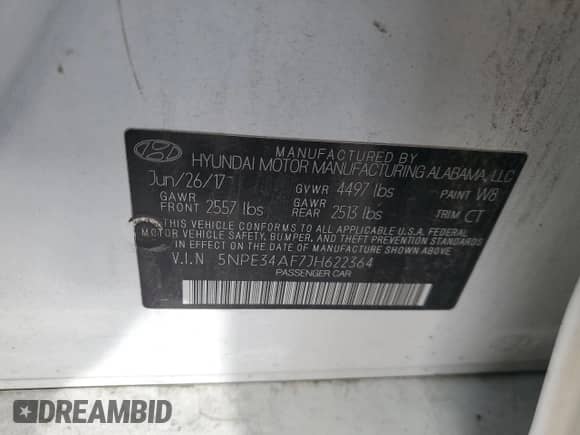 MANUFACTURED BY
HYUNDAI MOTOR MANUFACTURING ALABAMA, LLC
Jun/26/17 GVWR 4497 lbs PAINT W8
GAWR FRONT 2557 lbs GAWR REAR 2513 lbs TRIM CT
THIS VEHICLE CONFORMS TO ALL APPLICABLE U.S.A. FEDERAL
MOTOR VEHICLE SAFETY, BUMPER, AND THEFT PREVENTION STANDARDS
IN EFFECT ON THE DATE OF MANUFACTURE SHOWN ABOVE.
V.I.N 5NPE34AF7JH622364
PASSENGER CAR
DREAMBID